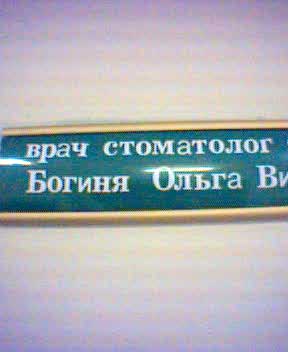 врач стоматолог
Богиня Ольга Ви